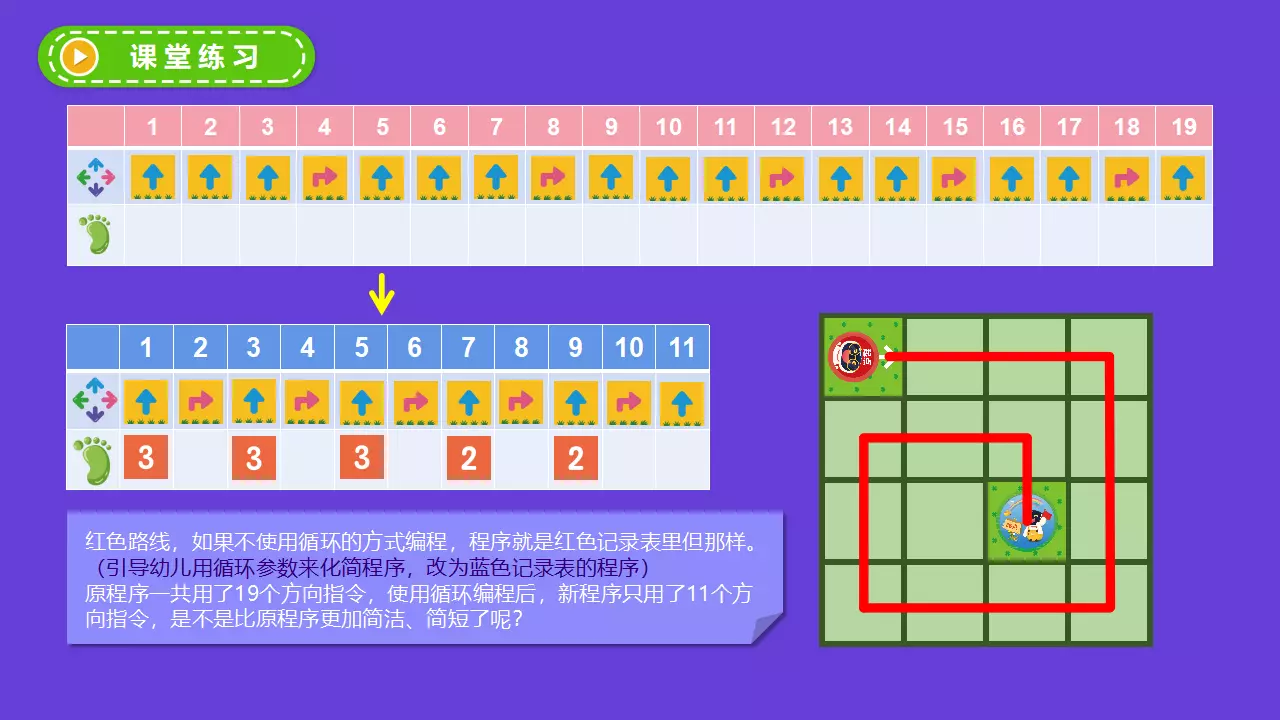 课堂练习
1 2 3 4 5 6 7 8 9 10 11 12 13 14 15 16 17 18 19
1 2 3 4 5 6 7 8 9 10 11
3 3 3 2 2
红色路线，如果不使用循环的方式编程，程序就是红色记录表里但那样。
（引导幼儿用循环参数来化简程序，改为蓝色记录表的程序）
原程序一共用了19个方向指令，使用循环编程后，新程序只用了11个方
向指令，是不是比原程序更加简洁、简短了呢？